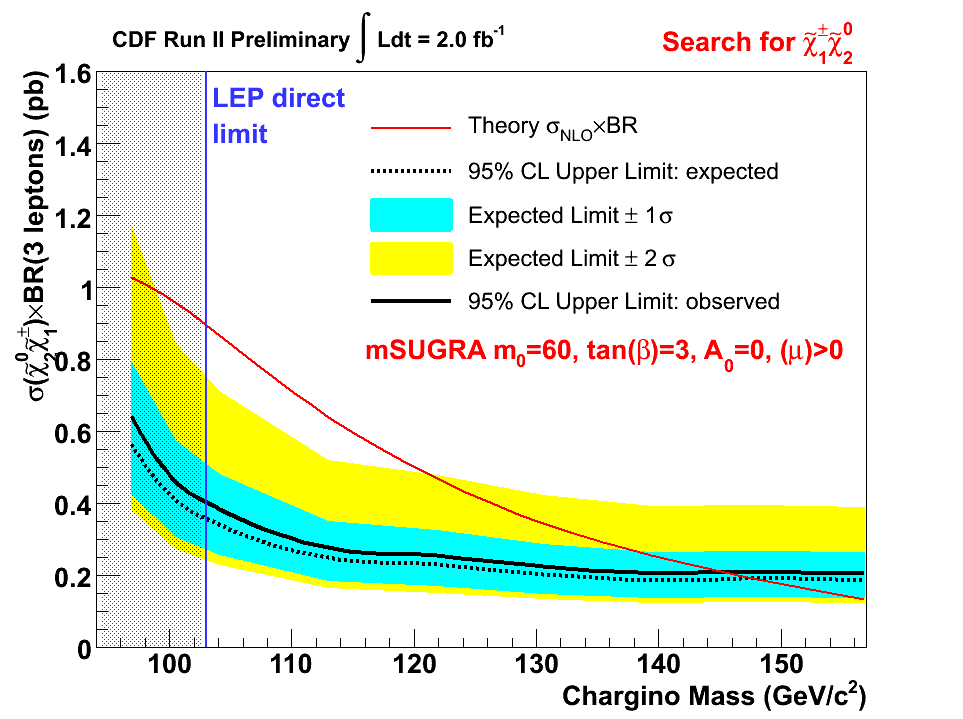 CDF Run II Preliminary ∫ Ldt = 2.0 fb⁻¹
Search for χ̃₁± χ̃₂⁰
LEP direct
limit
Theory σ_NLO×BR
95% CL Upper Limit: expected
Expected Limit ± 1σ
Expected Limit ± 2 σ
95% CL Upper Limit: observed
mSUGRA m₀=60, tan(β)=3, A₀=0, (μ)>0
σ(χ̃₂⁰χ̃₁±)×BR(3 leptons) (pb)
1.6
1.4
1.2
1
0.8
0.6
0.4
0.2
0
100 110 120 130 140 150
Chargino Mass (GeV/c²)